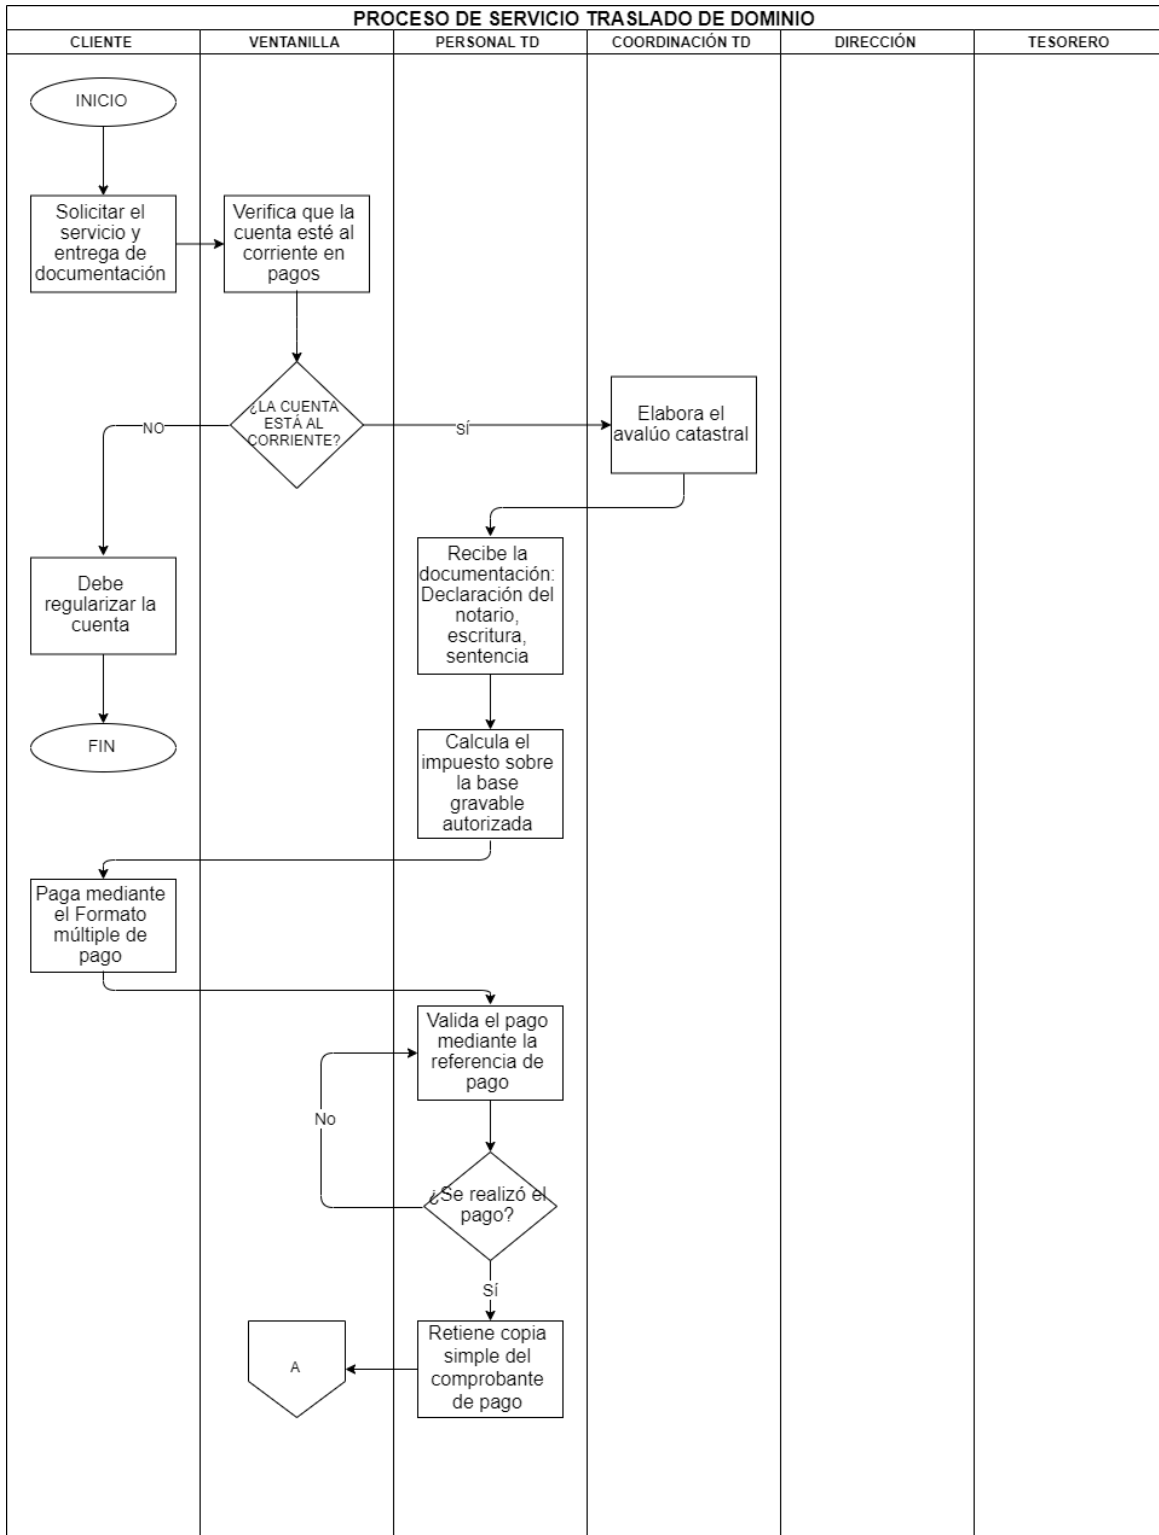 PROCESO DE SERVICIO TRASLADO DE DOMINIO
CLIENTE
VENTANILLA
PERSONAL TD
COORDINACIÓN TD
DIRECCIÓN
TESORERO
INICIO
Solicitar el
servicio y
entrega de
documentación
Verifica que la
cuenta esté al
corriente en
pagos
¿LA CUENTA
ESTÁ AL
CORRIENTE?
NO
SÍ
Elabora el
avalúo catastral
Debe
regularizar la
cuenta
FIN
Recibe la
documentación:
Declaración del
notario,
escritura,
sentencia
Calcula el
impuesto sobre
la base
gravable
autorizada
Paga mediante
el Formato
múltiple de
pago
Valida el pago
mediante la
referencia de
pago
No
¿Se realizó el
pago?
Sí
Retiene copia
simple del
comprobante
de pago
A